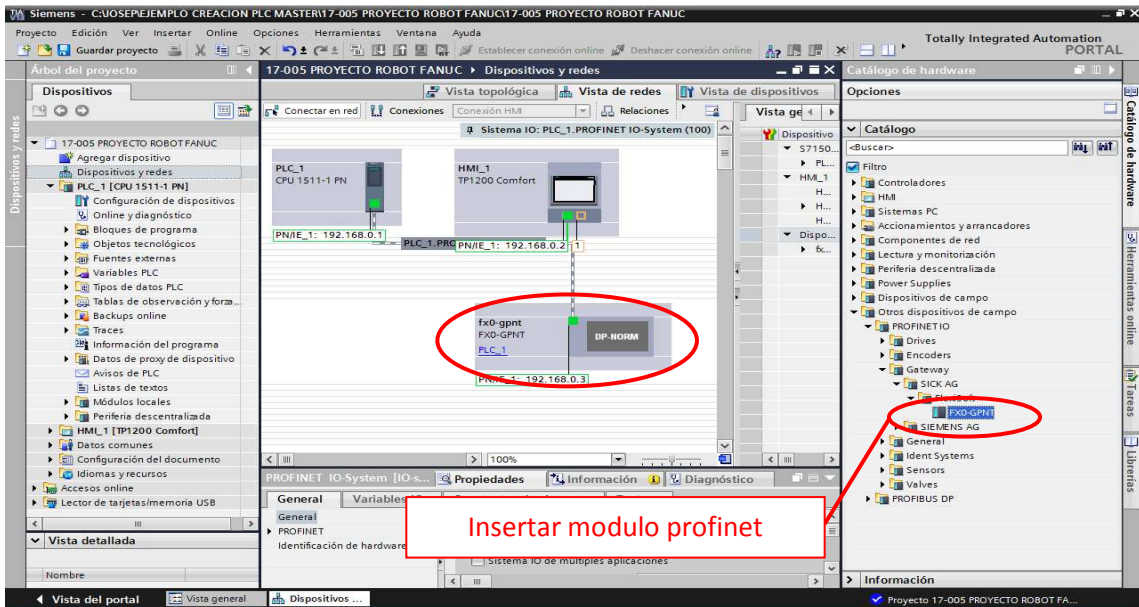 Siemens - C:\JOSEP\EJEMPLO CREACION PLC MASTER\17-005 PROYECTO ROBOT FANUC\17-005 PROYECTO ROBOT FANUC
Proyecto Edición Ver Insertar Online Opciones Herramientas Ventana Ayuda
Guardar proyecto
Establecer conexión online
Deshacer conexión online
Totally Integrated Automation
PORTAL
Árbol del proyecto
Dispositivos
Dispositivos y redes
17-005 PROYECTO ROBOT FANUC
Agregar dispositivo
Dispositivos y redes
PLC_1 [CPU 1511-1 PN]
Configuración de dispositivos
Online y diagnóstico
Bloques de programa
Objetos tecnológicos
Fuentes externas
Variables PLC
Tipos de datos PLC
Tablas de observación y forza...
Backups online
Traces
Información del programa
Datos de proxy de dispositivo
Avisos de PLC
Listas de textos
Módulos locales
Periferia descentralizada
HMI_1 [TP1200 Comfort]
Datos comunes
Configuración del documento
Idiomas y recursos
Accesos online
Lector de tarjetas/memoria USB
Vista detallada
Nombre
17-005 PROYECTO ROBOT FANUC Dispositivos y redes
Vista topológica
Vista de redes
Vista de dispositivos
Conectar en red
Conexiones
Conexión HMI
Relaciones
Sistema IO: PLC_1.PROFINET IO-System (100)
PLC_1
CPU 1511-1 PN
HMI_1
TP1200 Comfort
PN/IE_1: 192.168.0.1
PLC_1.PRO
PN/IE_1: 192.168.0.2
1
fx0-gpnt
FX0-GPNT
PLC_1
DP-NORM
PN/IE_1: 192.168.0.3
100%
Vista ge
Dispositivo
S7150...
PL...
HMI_1
H...
H...
H...
Dispo...
fx...
PROFINET IO-System [IO-s...
Propiedades
Información
Diagnóstico
General
Variables
General
PROFINET
Identificación de hardware
Sistema IO de múltiples aplicaciones
Insertar modulo profinet
Catálogo de hardware
Opciones
Catálogo
<Buscar>
Filtro
Controladores
HMI
Sistemas PC
Accionamientos y arrancadores
Componentes de red
Lectura y monitorización
Periferia descentralizada
Power Supplies
Dispositivos de campo
Otros dispositivos de campo
PROFINET IO
Drives
Encoders
Gateway
SICK AG
FlexiSoft
FX0-GPNT
SIEMENS AG
General
Ident Systems
Sensors
Valves
PROFIBUS DP
Información
Catálogo de hardware
Herramientas online
Tareas
Librerías
Vista del portal
Vista general
Dispositivos ...
Proyecto 17-005 PROYECTO ROBOT FA...